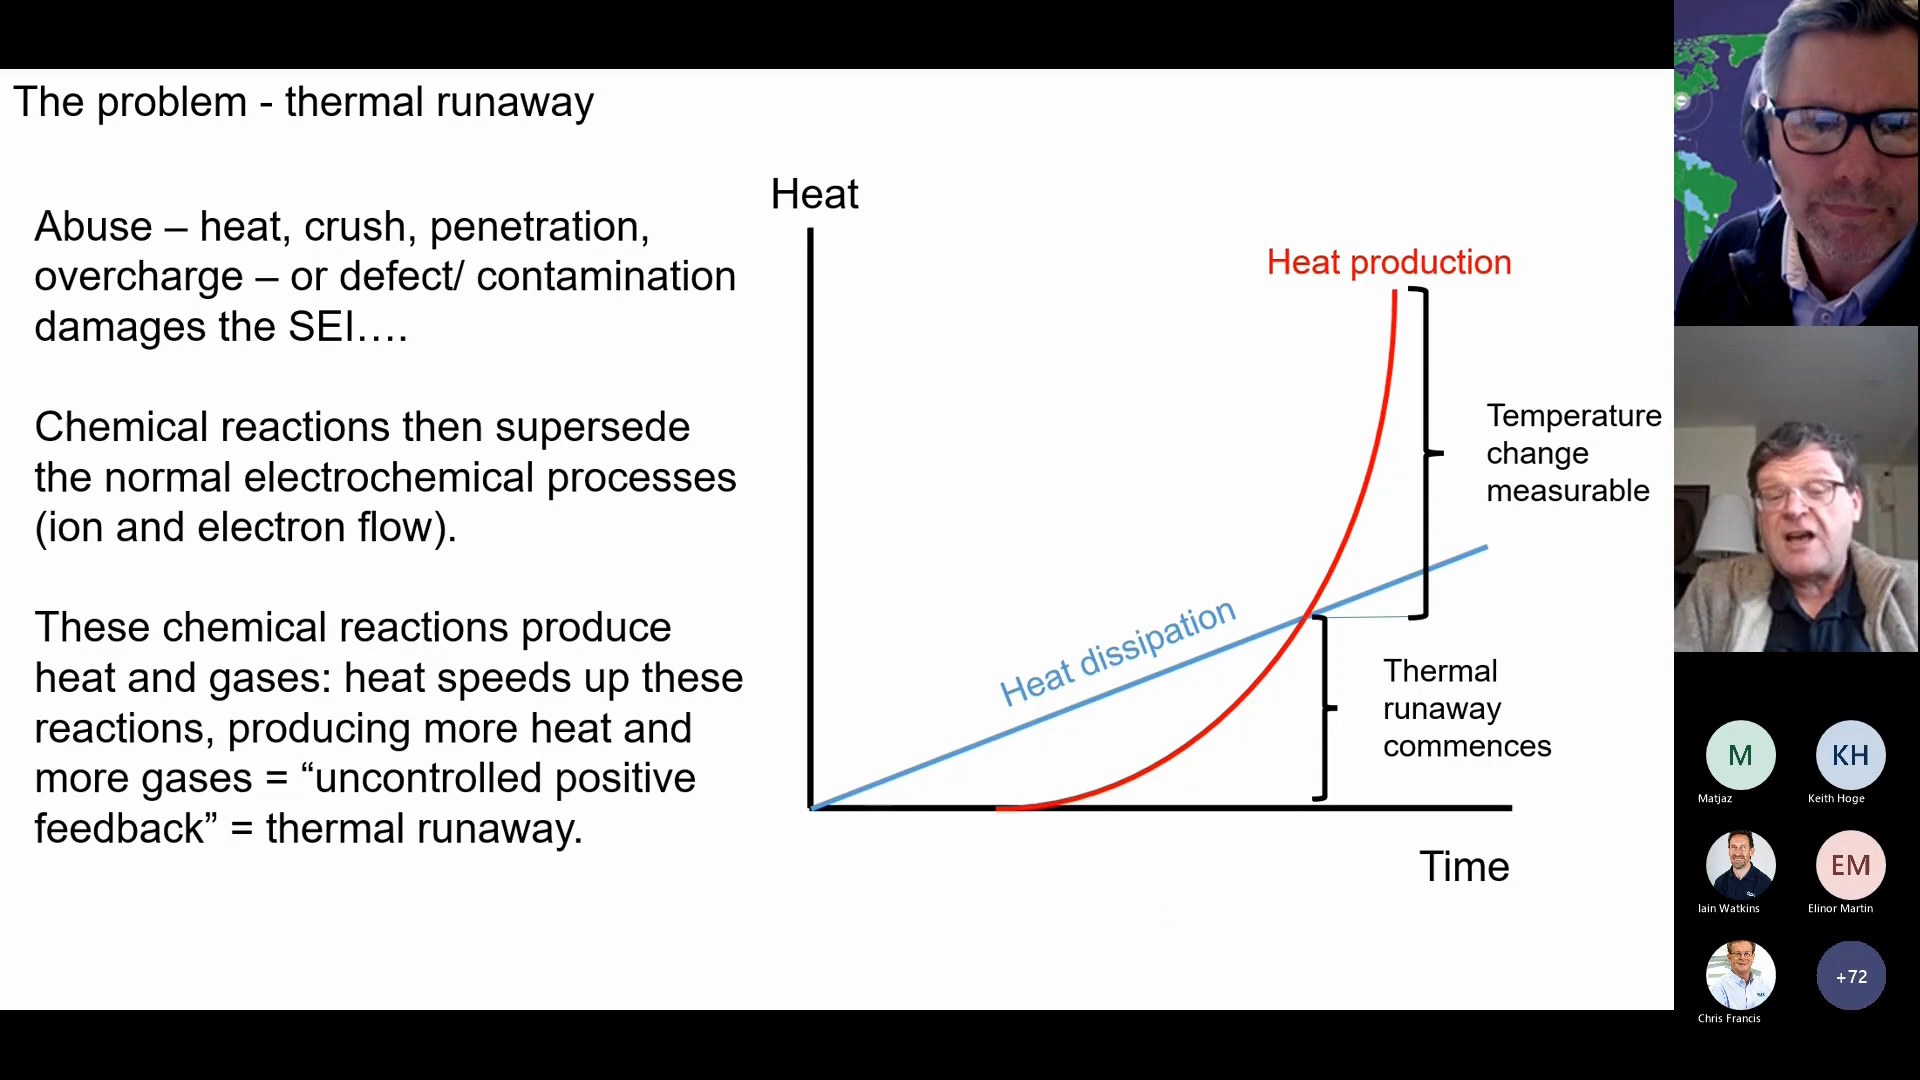 The problem - thermal runaway
Abuse – heat, crush, penetration,
overcharge – or defect/ contamination
damages the SEI….
Chemical reactions then supersede
the normal electrochemical processes
(ion and electron flow).
These chemical reactions produce
heat and gases: heat speeds up these
reactions, producing more heat and
more gases = “uncontrolled positive
feedback” = thermal runaway.
Heat
Heat production
Temperature
change
measurable
Heat dissipation
Thermal
runaway
commences
Time
M
Matjaz
KH
Keith Hoge
Iain Watkins
EM
Elinor Martin
Chris Francis
+72